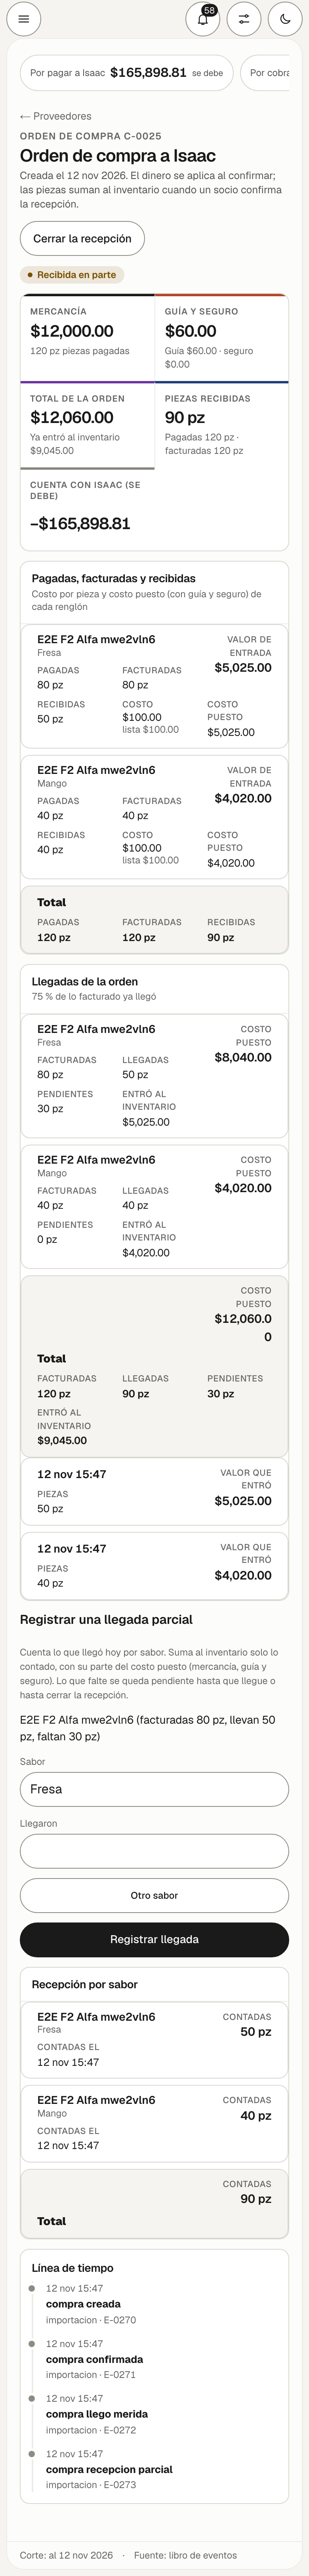 58
Por pagar a Isaac $165,898.81 se debe
Por cobra
← Proveedores
ORDEN DE COMPRA C-0025
Orden de compra a Isaac
Creada el 12 nov 2026. El dinero se aplica al confirmar;
las piezas suman al inventario cuando un socio confirma
la recepción.
Cerrar la recepción
Recibida en parte
MERCANCÍA
$12,000.00
120 pz piezas pagadas
GUÍA Y SEGURO
$60.00
Guía $60.00 · seguro
$0.00
TOTAL DE LA ORDEN
$12,060.00
Ya entró al inventario
$9,045.00
PIEZAS RECIBIDAS
90 pz
Pagadas 120 pz ·
facturadas 120 pz
CUENTA CON ISAAC (SE
DEBE)
−$165,898.81
Pagadas, facturadas y recibidas
Costo por pieza y costo puesto (con guía y seguro) de
cada renglón
E2E F2 Alfa mwe2vln6
Fresa
VALOR DE
ENTRADA
$5,025.00
PAGADAS
80 pz
FACTURADAS
80 pz
RECIBIDAS
50 pz
COSTO
$100.00
lista $100.00
COSTO
PUESTO
$5,025.00
E2E F2 Alfa mwe2vln6
Mango
VALOR DE
ENTRADA
$4,020.00
PAGADAS
40 pz
FACTURADAS
40 pz
RECIBIDAS
40 pz
COSTO
$100.00
lista $100.00
COSTO
PUESTO
$4,020.00
Total
PAGADAS
120 pz
FACTURADAS
120 pz
RECIBIDAS
90 pz
Llegadas de la orden
75 % de lo facturado ya llegó
E2E F2 Alfa mwe2vln6
Fresa
COSTO
PUESTO
$8,040.00
FACTURADAS
80 pz
LLEGADAS
50 pz
PENDIENTES
30 pz
ENTRÓ AL
INVENTARIO
$5,025.00
E2E F2 Alfa mwe2vln6
Mango
COSTO
PUESTO
$4,020.00
FACTURADAS
40 pz
LLEGADAS
40 pz
PENDIENTES
0 pz
ENTRÓ AL
INVENTARIO
$4,020.00
COSTO
PUESTO
$12,060.0
0
Total
FACTURADAS
120 pz
LLEGADAS
90 pz
PENDIENTES
30 pz
ENTRÓ AL
INVENTARIO
$9,045.00
12 nov 15:47
VALOR QUE
ENTRÓ
$5,025.00
PIEZAS
50 pz
12 nov 15:47
VALOR QUE
ENTRÓ
$4,020.00
PIEZAS
40 pz
Registrar una llegada parcial
Cuenta lo que llegó hoy por sabor. Suma al inventario solo lo
contado, con su parte del costo puesto (mercancía, guía y
seguro). Lo que falte se queda pendiente hasta que llegue o
hasta cerrar la recepción.
E2E F2 Alfa mwe2vln6 (facturadas 80 pz, llevan 50
pz, faltan 30 pz)
Sabor
Fresa
Llegaron
Otro sabor
Registrar llegada
Recepción por sabor
E2E F2 Alfa mwe2vln6
Fresa
CONTADAS
50 pz
CONTADAS EL
12 nov 15:47
E2E F2 Alfa mwe2vln6
Mango
CONTADAS
40 pz
CONTADAS EL
12 nov 15:47
CONTADAS
90 pz
Total
Línea de tiempo
12 nov 15:47
compra creada
importacion · E-0270
12 nov 15:47
compra confirmada
importacion · E-0271
12 nov 15:47
compra llego merida
importacion · E-0272
12 nov 15:47
compra recepcion parcial
importacion · E-0273
Corte: al 12 nov 2026 · Fuente: libro de eventos